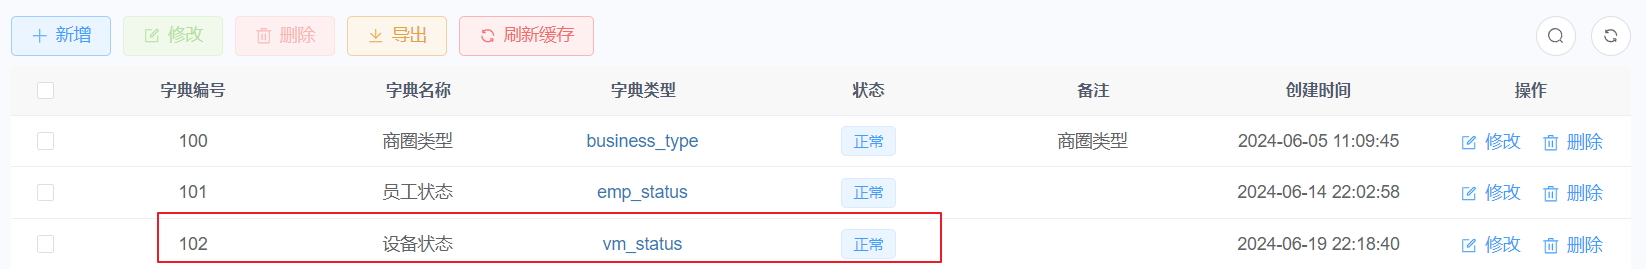 新增 修改 删除 导出 刷新缓存
字典编号 字典名称 字典类型 状态 备注 创建时间 操作
100 商圈类型 business_type 正常 商圈类型 2024-06-05 11:09:45 修改 删除
101 员工状态 emp_status 正常 2024-06-14 22:02:58 修改 删除
102 设备状态 vm_status 正常 2024-06-19 22:18:40 修改 删除